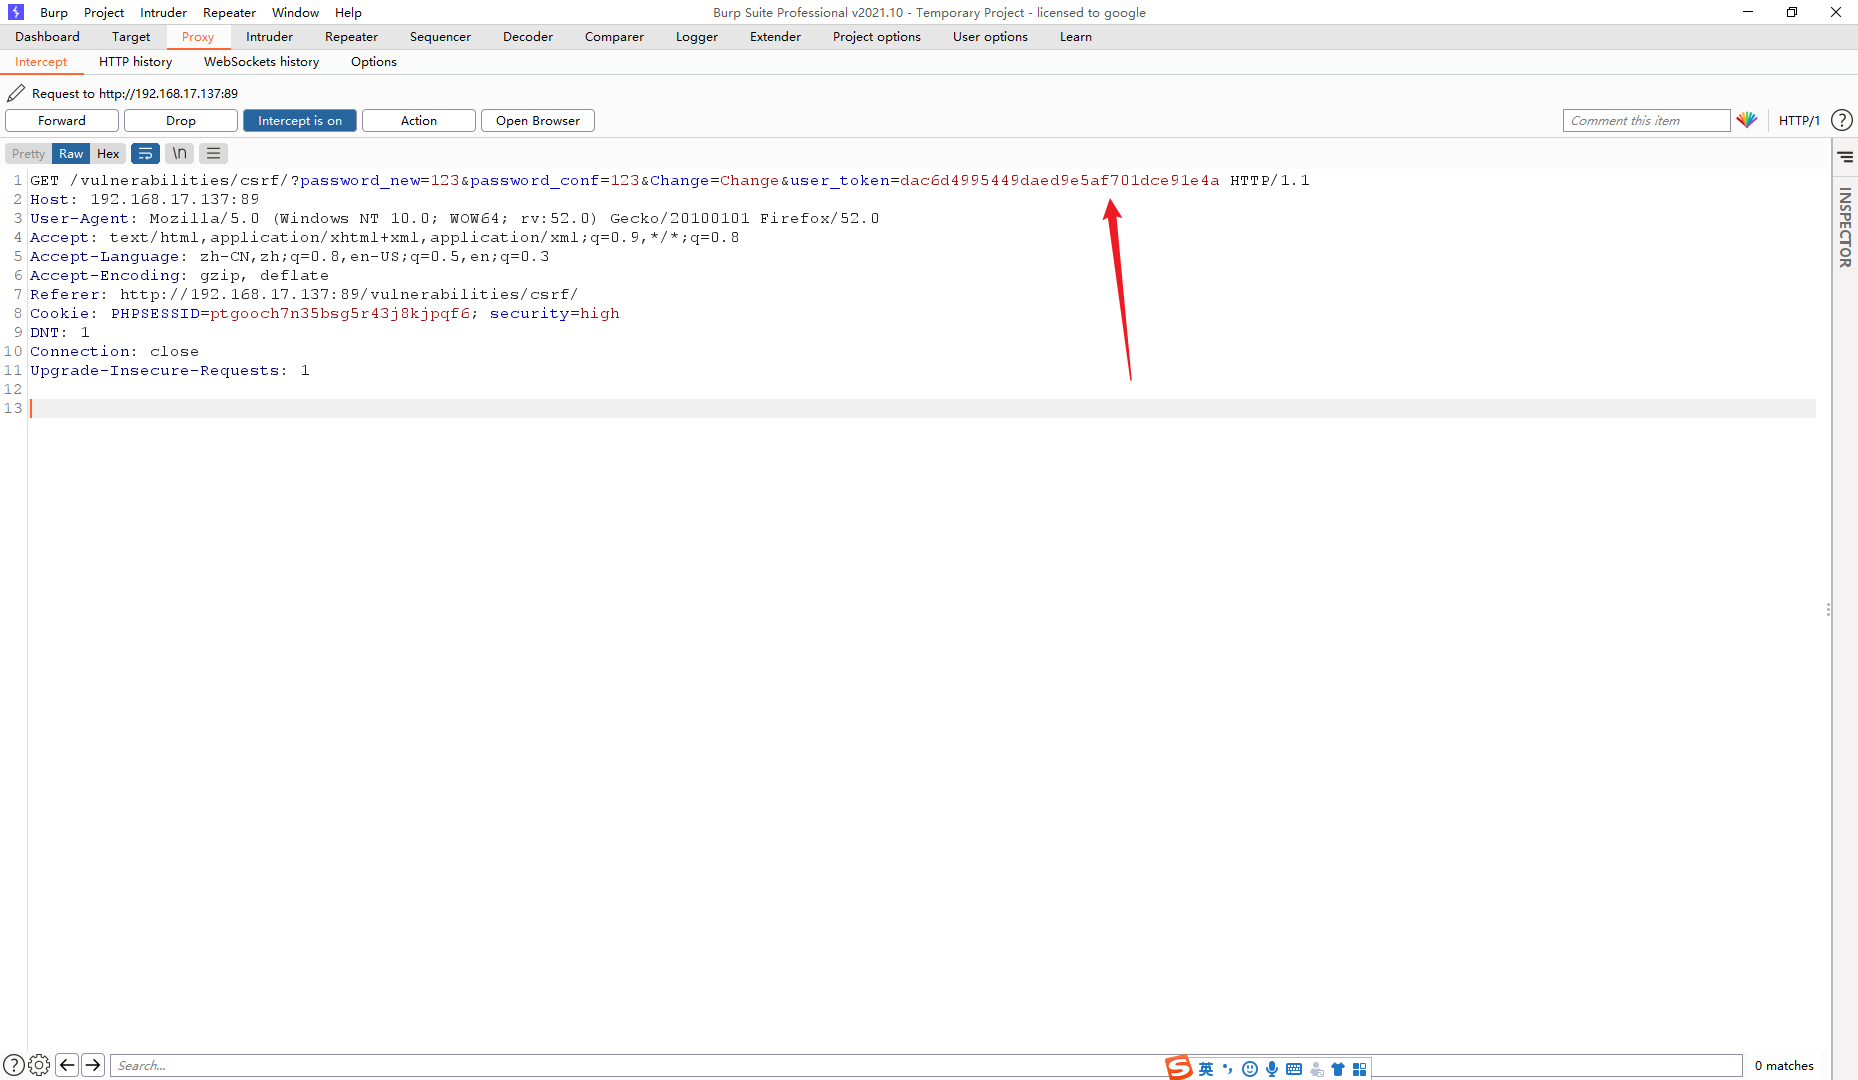 Burp Project Intruder Repeater Window Help Burp Suite Professional v2021.10 - Temporary Project - licensed to google
Dashboard Target Proxy Intruder Repeater Sequencer Decoder Comparer Logger Extender Project options User options Learn
Intercept HTTP history WebSockets history Options
Request to http://192.168.17.137:89
Forward Drop Intercept is on Action Open Browser Comment this item HTTP/1 ?
Pretty Raw Hex \n
INSPECTOR
1 GET /vulnerabilities/csrf/?password_new=123&password_conf=123&Change=Change&user_token=dac6d4995449daed9e5af701dce91e4a HTTP/1.1
2 Host: 192.168.17.137:89
3 User-Agent: Mozilla/5.0 (Windows NT 10.0; WOW64; rv:52.0) Gecko/20100101 Firefox/52.0
4 Accept: text/html,application/xhtml+xml,application/xml;q=0.9,*/*;q=0.8
5 Accept-Language: zh-CN,zh;q=0.8,en-US;q=0.5,en;q=0.3
6 Accept-Encoding: gzip, deflate
7 Referer: http://192.168.17.137:89/vulnerabilities/csrf/
8 Cookie: PHPSESSID=ptgooch7n35bsg5r43j8kjpqf6; security=high
9 DNT: 1
10 Connection: close
11 Upgrade-Insecure-Requests: 1
12
13
? Search... S 英 0 matches